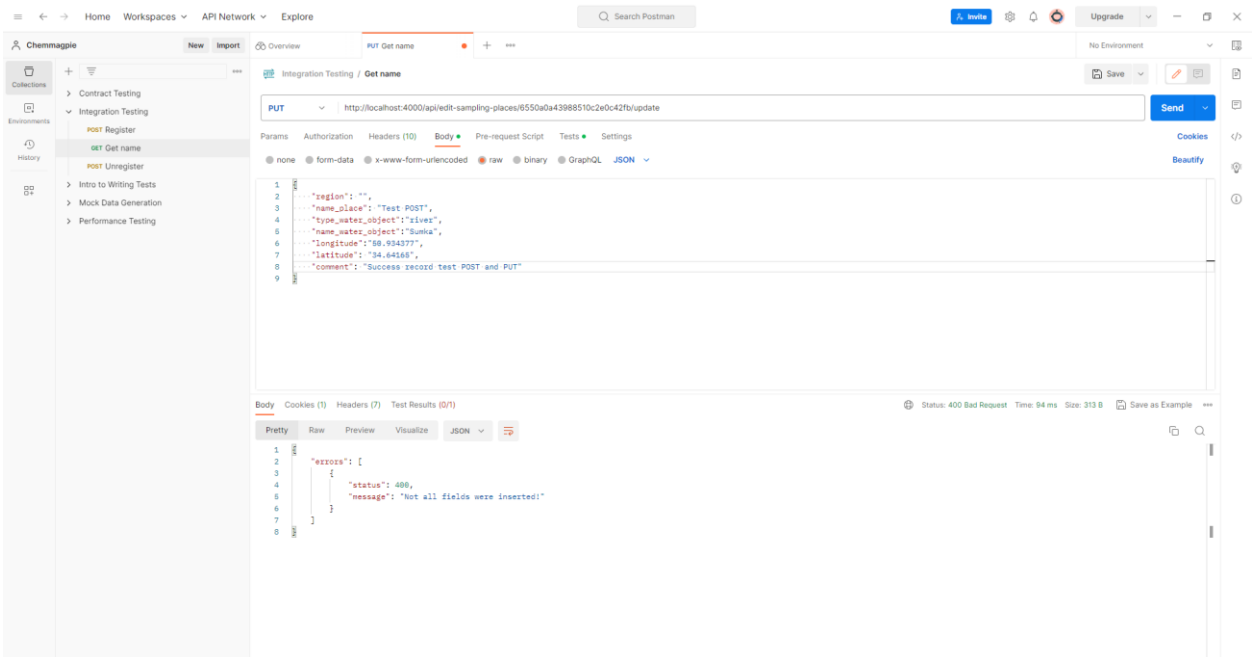 Home Workspaces API Network Explore Search Postman Invite Upgrade
Chemmagpie New Import Overview PUT Get name No Environment
Collections
Environments
History
Contract Testing
Integration Testing
POST Register
GET Get name
POST Unregister
Intro to Writing Tests
Mock Data Generation
Performance Testing
Integration Testing / Get name Save
PUT http://localhost:4000/api/edit-sampling-places/6550a0a43988510c2e0c42fb/update Send
Params Authorization Headers (10) Body Pre-request Script Tests Settings Cookies
none form-data x-www-form-urlencoded raw binary GraphQL JSON Beautify
1 {
2 "region": "",
3 "name_place": "Test POST",
4 "type_water_object":"river",
5 "name_water_object":"Sumka",
6 "longitude":"50.934377",
7 "latitude": "34.64165",
8 "comment": "Success record test POST and PUT"
9 }
Body Cookies (1) Headers (7) Test Results (0/1) Status: 400 Bad Request Time: 94 ms Size: 313 B Save as Example
Pretty Raw Preview Visualize JSON
1 {
2 "errors": [
3 {
4 "status": 400,
5 "message": "Not all fields were inserted!"
6 }
7 ]
8 }